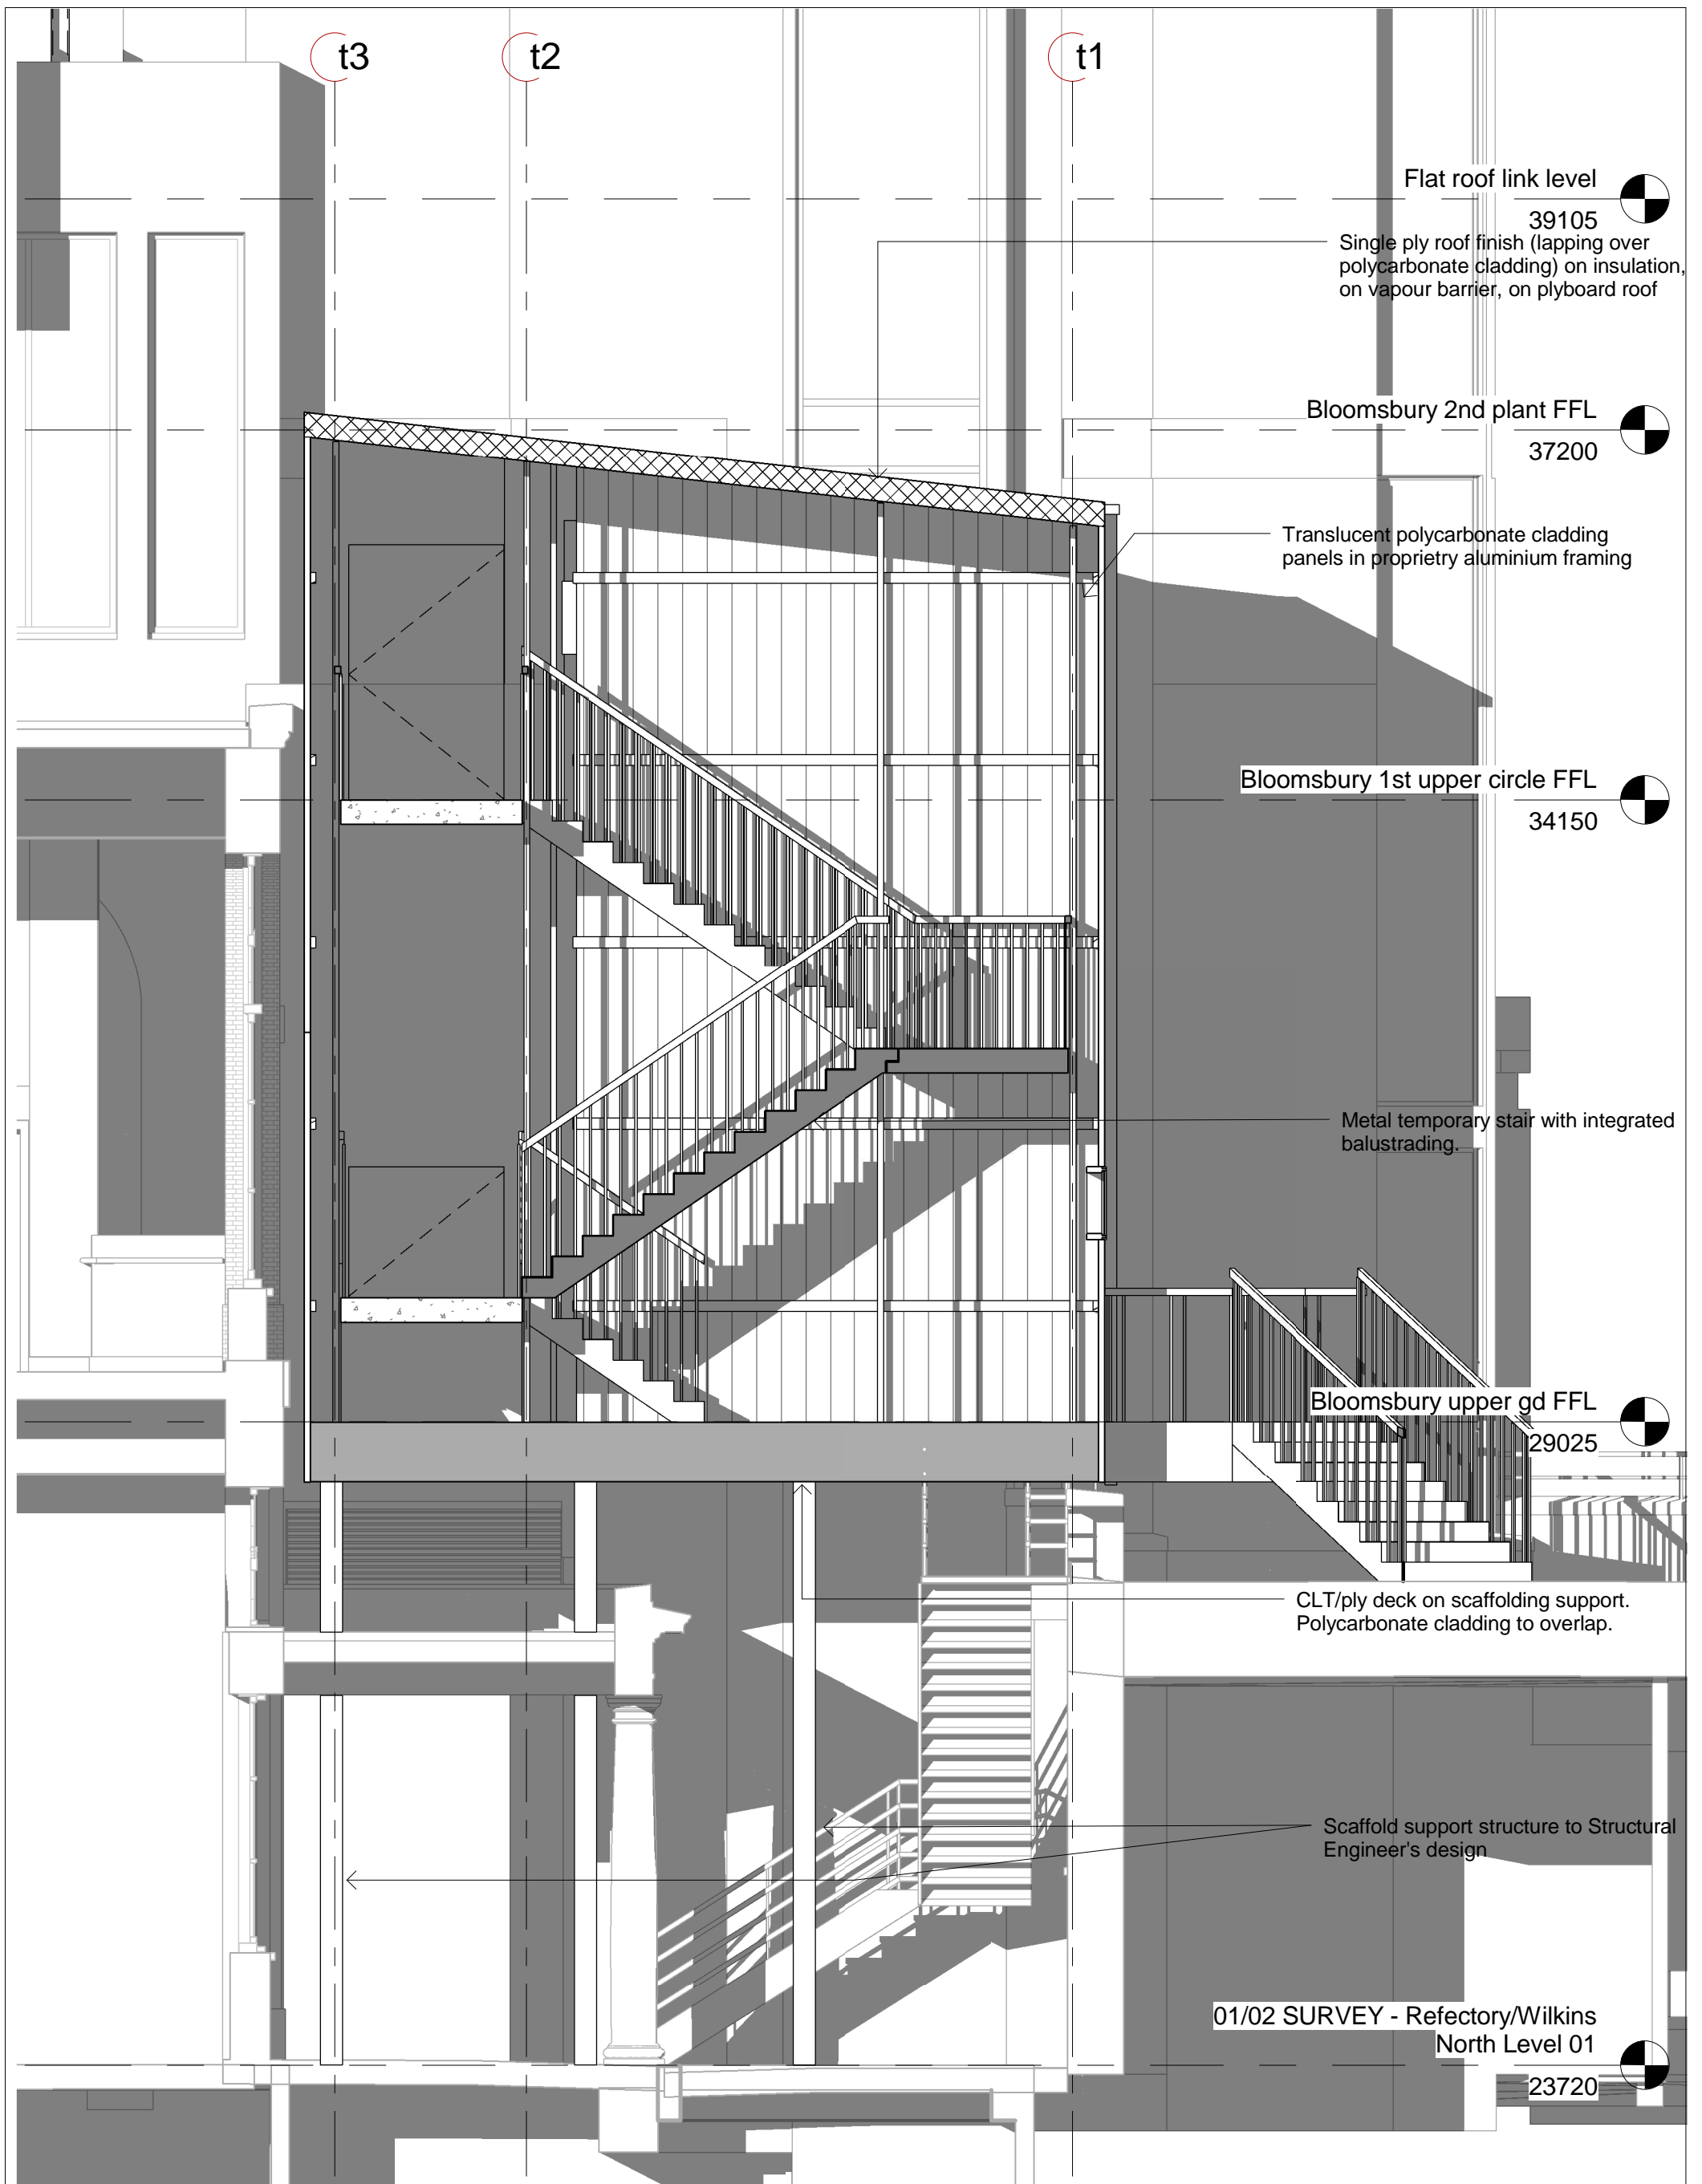 t3
t2
t1
Flat roof link level
39105
Single ply roof finish (lapping over
polycarbonate cladding) on insulation,
on vapour barrier, on plyboard roof
Bloomsbury 2nd plant FFL
37200
Translucent polycarbonate cladding
panels in proprietry aluminium framing
Bloomsbury 1st upper circle FFL
34150
Metal temporary stair with integrated
balustrading.
Bloomsbury upper gd FFL
29025
CLT/ply deck on scaffolding support.
Polycarbonate cladding to overlap.
Scaffold support structure to Structural
Engineer's design
01/02 SURVEY - Refectory/Wilkins
North Level 01
23720